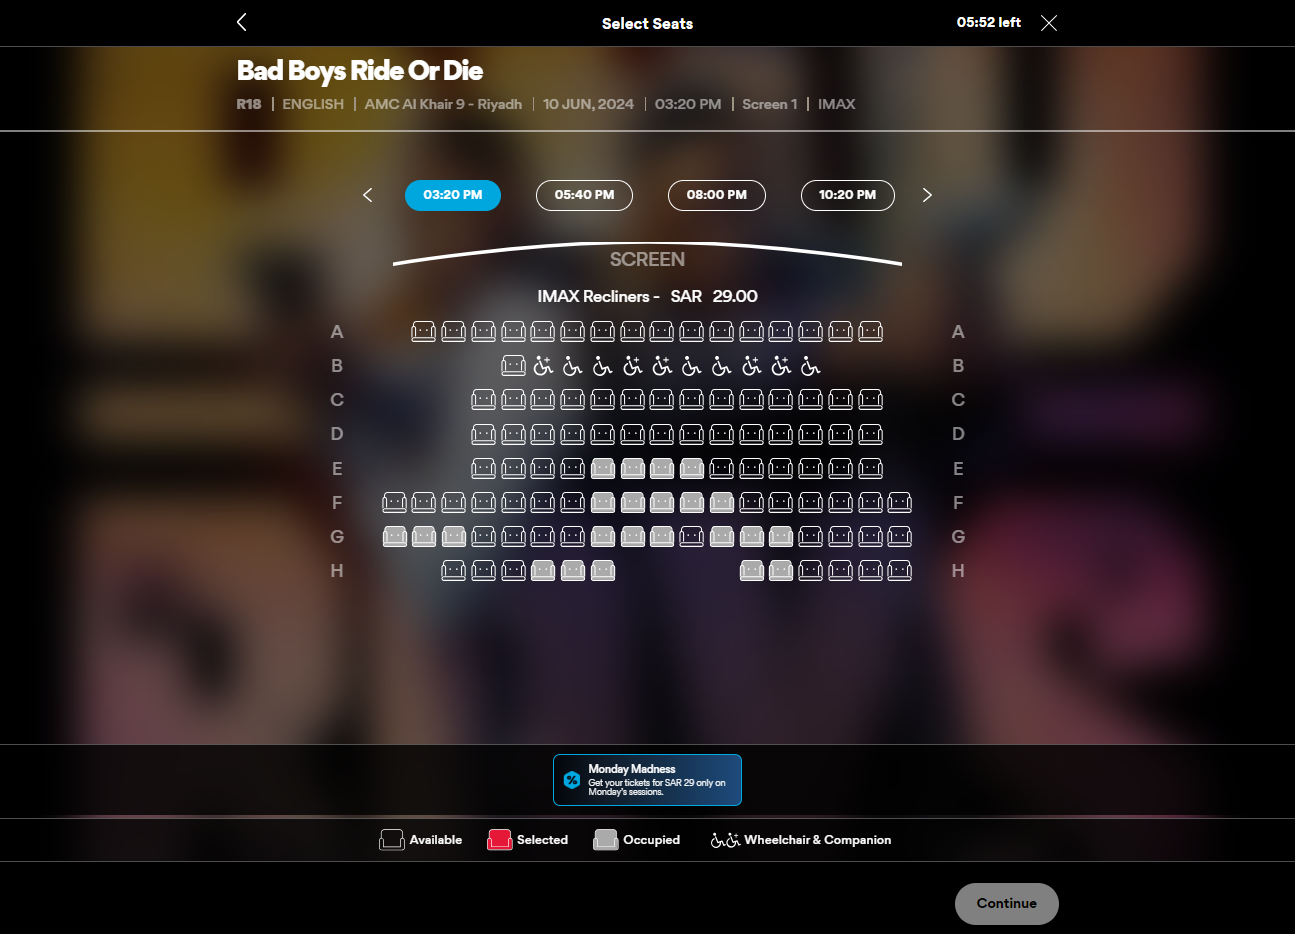 Select Seats
05:52 left
Bad Boys Ride Or Die
R18 | ENGLISH | AMC Al Khair 9 - Riyadh | 10 JUN, 2024 | 03:20 PM | Screen 1 | IMAX
03:20 PM 05:40 PM 08:00 PM 10:20 PM
SCREEN
IMAX Recliners - SAR 29.00
A A
B B
C C
D D
E E
F F
G G
H H
Monday Madness
Get your tickets for SAR 29 only on
Monday's sessions.
Available Selected Occupied Wheelchair & Companion
Continue